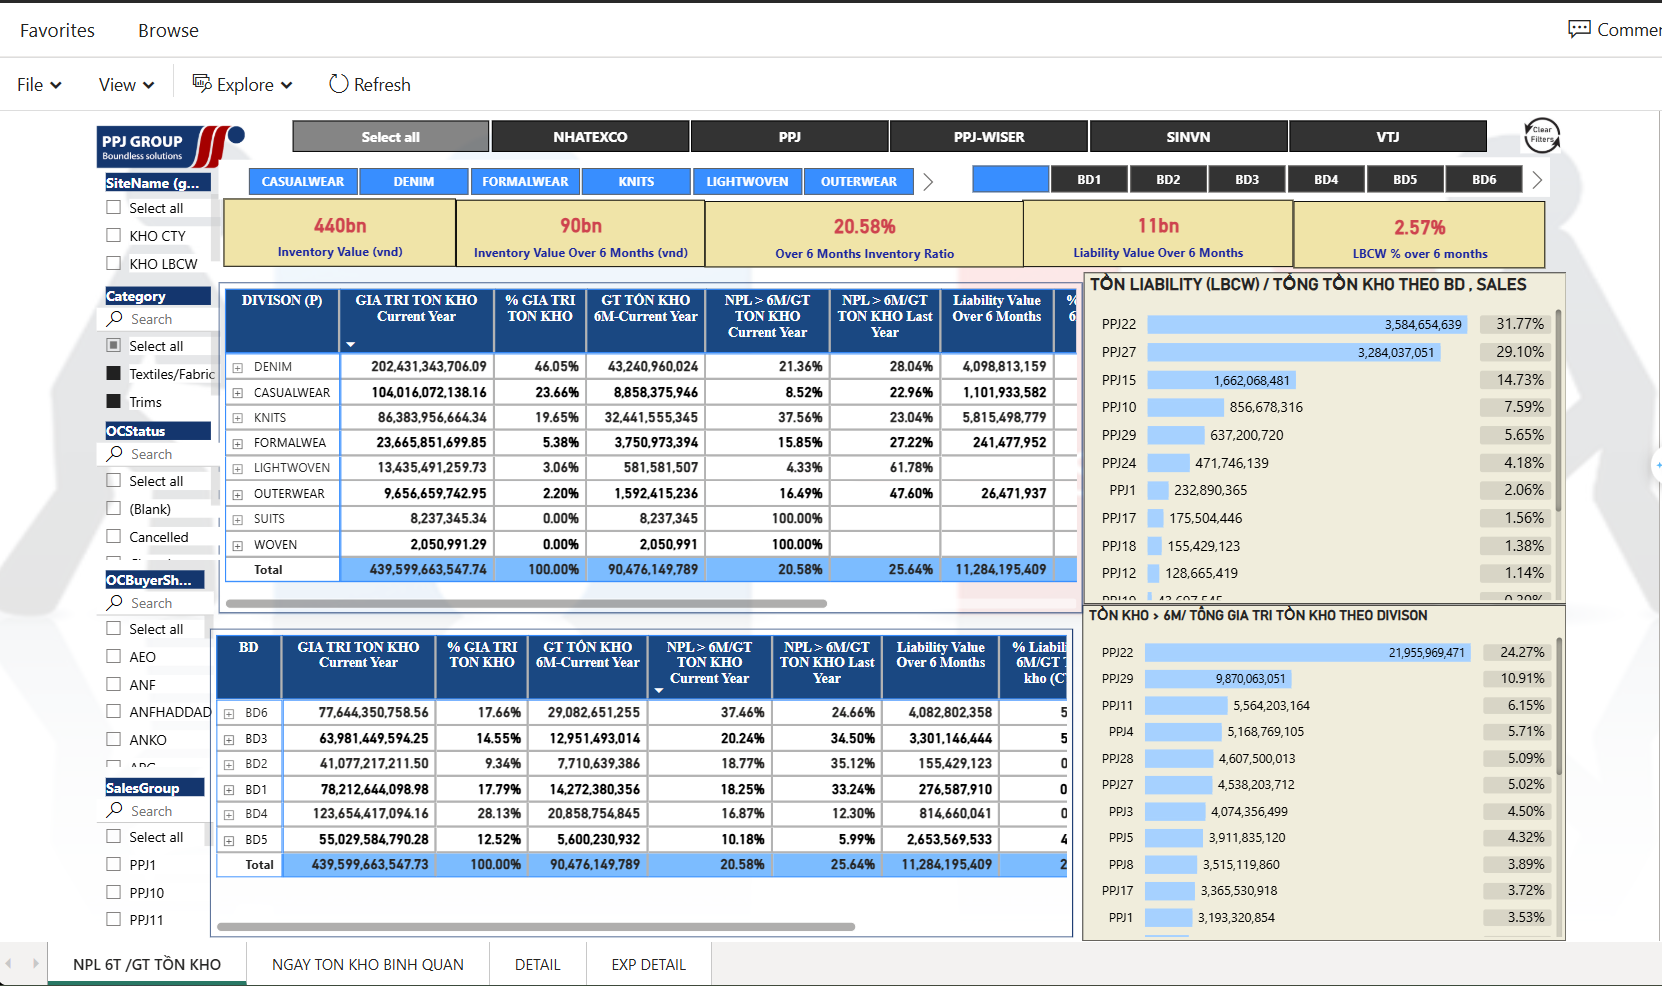 Favorites
Browse
File
View
Explore
Refresh
PPJ GROUP
Boundless solutions
Select all
NHATEXCO
PPJ
PPJ-WISER
SINVN
VTJ
Clear
Filters
CASUALWEAR
DENIM
FORMALWEAR
KNITS
LIGHTWOVEN
OUTERWEAR
BD1
BD2
BD3
BD4
BD5
BD6
440bn
Inventory Value (vnd)
90bn
Inventory Value Over 6 Months (vnd)
20.58%
Over 6 Months Inventory Ratio
11bn
Liability Value Over 6 Months
2.57%
LBCW % over 6 months
SiteName (g...
Select all
KHO CTY
KHO LBCW
Category
Search
Select all
Textiles/Fabric
Trims
OCStatus
Search
Select all
(Blank)
Cancelled
OCBuyerSh...
Search
Select all
AEO
ANF
ANFHADDAD
ANKO
SalesGroup
Search
Select all
PPJ1
PPJ10
PPJ11
DIVISON (P)
GIA TRI TON KHO Current Year
% GIA TRI TON KHO
GT TỒN KHO 6M-Current Year
NPL > 6M/GT TON KHO Current Year
NPL > 6M/GT TON KHO Last Year
Liability Value Over 6 Months
DENIM 202,431,343,706.09 46.05% 43,240,960,024 21.36% 28.04% 4,098,813,159
CASUALWEAR 104,016,072,138.16 23.66% 8,858,375,946 8.52% 22.96% 1,101,933,582
KNITS 86,383,956,664.34 19.65% 32,441,555,345 37.56% 23.04% 5,815,498,779
FORMALWEA 23,665,851,699.85 5.38% 3,750,973,394 15.85% 27.22% 241,477,952
LIGHTWOVEN 13,435,491,259.73 3.06% 581,581,507 4.33% 61.78%
OUTERWEAR 9,656,659,742.95 2.20% 1,592,415,236 16.49% 47.60% 26,471,937
SUITS 8,237,345.34 0.00% 8,237,345 100.00%
WOVEN 2,050,991.29 0.00% 2,050,991 100.00%
Total 439,599,663,547.74 100.00% 90,476,149,789 20.58% 25.64% 11,284,195,409
BD
GIA TRI TON KHO Current Year
% GIA TRI TON KHO
GT TỒN KHO 6M-Current Year
NPL > 6M/GT TON KHO Current Year
NPL > 6M/GT TON KHO Last Year
Liability Value Over 6 Months
BD6 77,644,350,758.56 17.66% 29,082,651,255 37.46% 24.66% 4,082,802,358
BD3 63,981,449,594.25 14.55% 12,951,493,014 20.24% 34.50% 3,301,146,444
BD2 41,077,217,211.50 9.34% 7,710,639,386 18.77% 35.12% 155,429,123
BD1 78,212,644,098.98 17.79% 14,272,380,356 18.25% 33.24% 276,587,910
BD4 123,654,417,094.16 28.13% 20,858,754,845 16.87% 12.30% 814,660,041
BD5 55,029,584,790.28 12.52% 5,600,230,932 10.18% 5.99% 2,653,569,533
Total 439,599,663,547.73 100.00% 90,476,149,789 20.58% 25.64% 11,284,195,409
TỒN LIABILITY (LBCW) / TỔNG TỒN KHO THEO BD , SALES
PPJ22 3,584,654,639 31.77%
PPJ27 3,284,037,051 29.10%
PPJ15 1,662,068,481 14.73%
PPJ10 856,678,316 7.59%
PPJ29 637,200,720 5.65%
PPJ24 471,746,139 4.18%
PPJ1 232,890,365 2.06%
PPJ17 175,504,446 1.56%
PPJ18 155,429,123 1.38%
PPJ12 128,665,419 1.14%
TỒN KHO > 6M/ TỔNG GIA TRI TỒN KHO THEO DIVISON
PPJ22 21,955,969,471 24.27%
PPJ29 9,870,063,051 10.91%
PPJ11 5,564,203,164 6.15%
PPJ4 5,168,769,105 5.71%
PPJ28 4,607,500,013 5.09%
PPJ27 4,538,203,712 5.02%
PPJ3 4,074,356,499 4.50%
PPJ5 3,911,835,120 4.32%
PPJ8 3,515,119,860 3.89%
PPJ17 3,365,530,918 3.72%
PPJ1 3,193,320,854 3.53%
NPL 6T /GT TỒN KHO
NGAY TON KHO BINH QUAN
DETAIL
EXP DETAIL